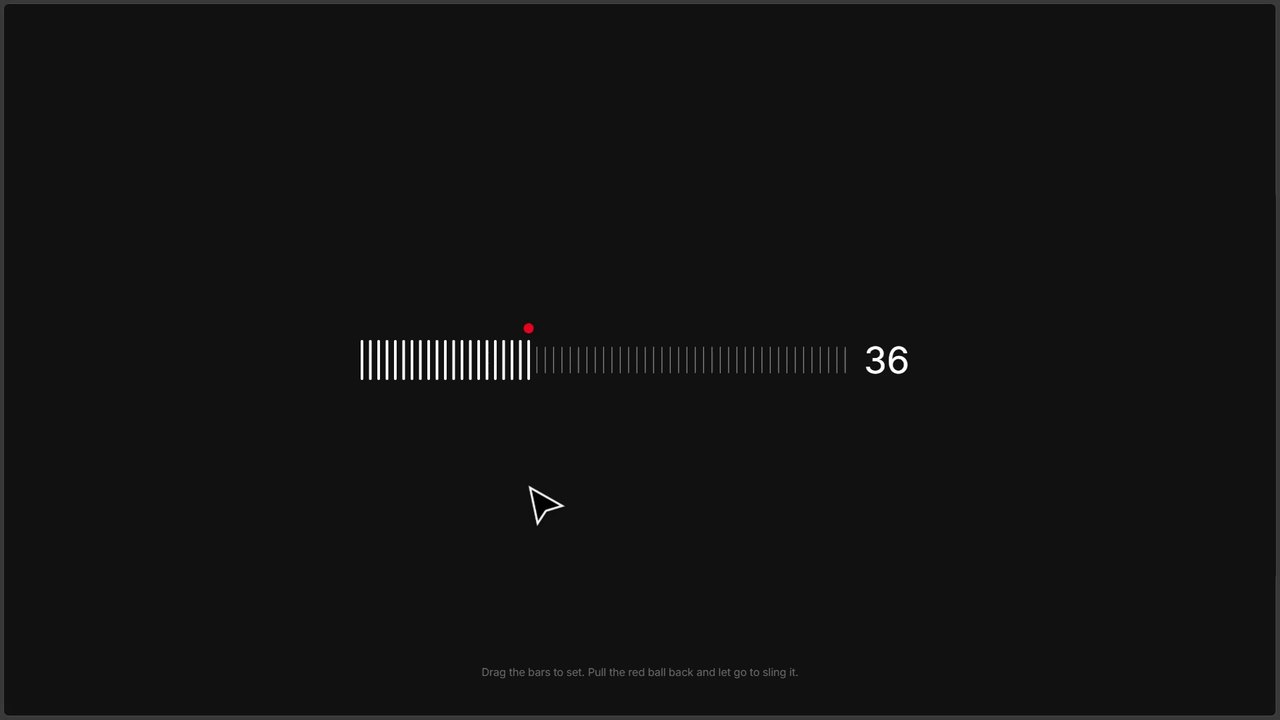 36
Drag the bars to set. Pull the red ball back and let go to sling it.